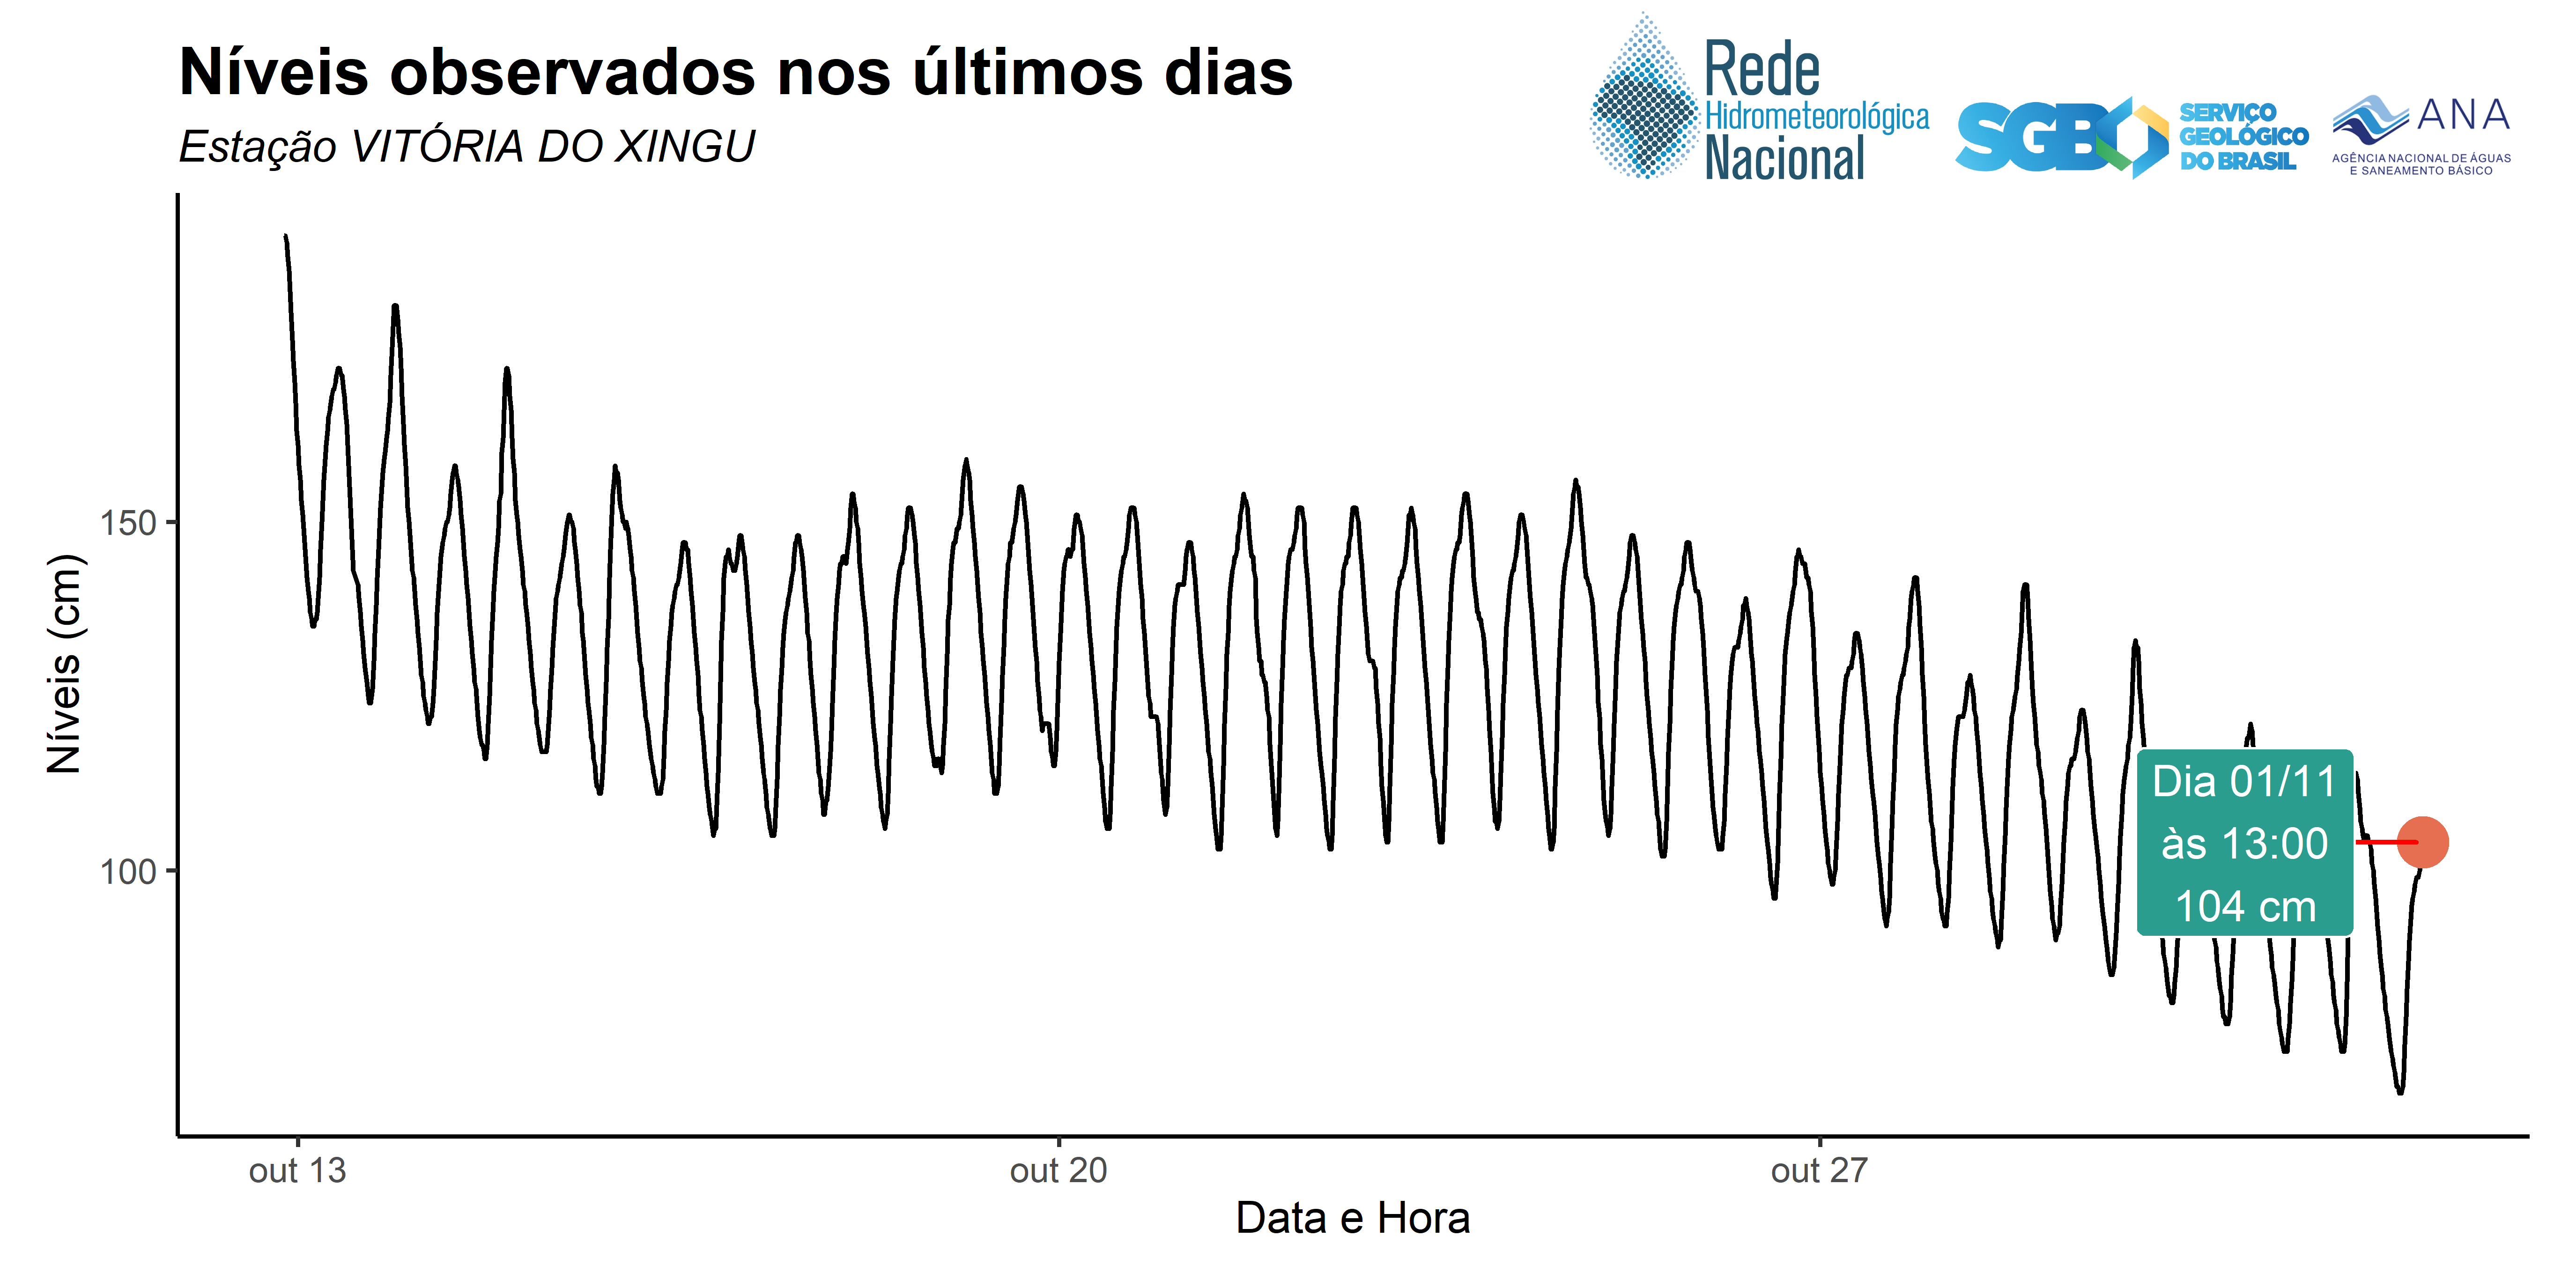 Níveis observados nos últimos dias
Estação VITÓRIA DO XINGU
Rede
Hidrometeorológica
Nacional
SGB
SERVIÇO
GEOLÓGICO
DO BRASIL
ANA
AGÊNCIA NACIONAL DE ÁGUAS
E SANEAMENTO BÁSICO
Níveis (cm)
150
100
Dia 01/11
às 13:00
104 cm
out 13
out 20
out 27
Data e Hora